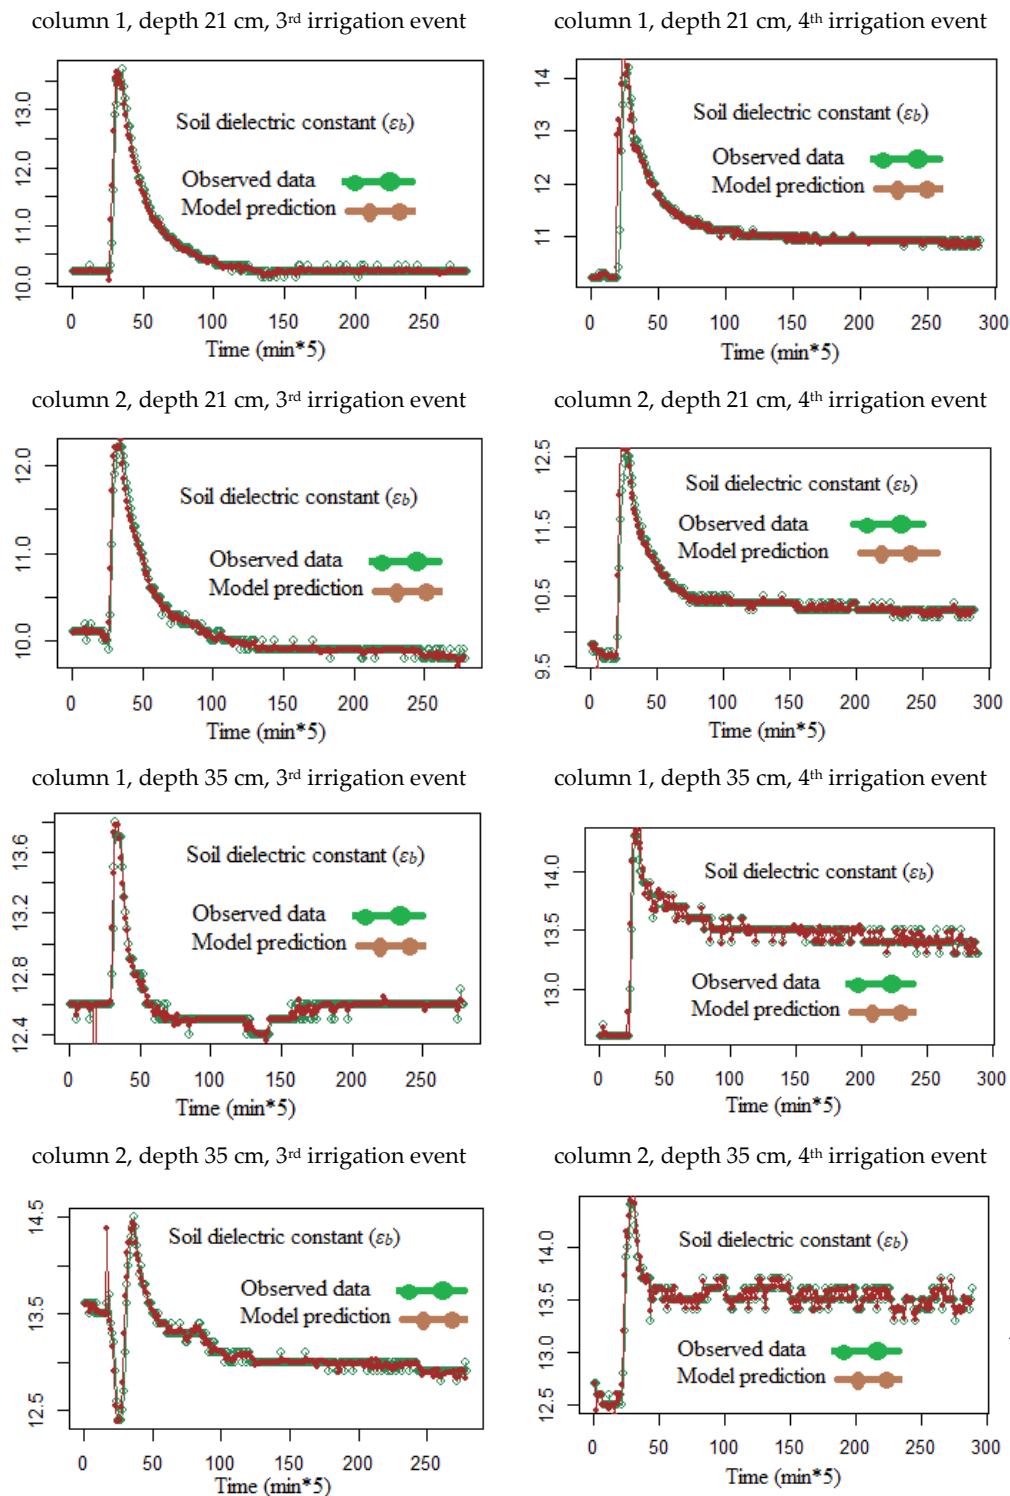 column 1, depth 21 cm, 3rd irrigation event
column 1, depth 21 cm, 4th irrigation event
13.0
12.0
11.0
10.0
Soil dielectric constant (εb)
Observed data
Model prediction
0 50 100 150 200 250
Time (min*5)
14
13
12
11
Soil dielectric constant (εb)
Observed data
Model prediction
0 50 100 150 200 250 300
Time (min*5)
column 2, depth 21 cm, 3rd irrigation event
column 2, depth 21 cm, 4th irrigation event
12.0
11.0
10.0
Soil dielectric constant (εb)
Observed data
Model prediction
0 50 100 150 200 250
Time (min*5)
12.5
11.5
10.5
9.5
Soil dielectric constant (εb)
Observed data
Model prediction
0 50 100 150 200 250 300
Time (min*5)
column 1, depth 35 cm, 3rd irrigation event
column 1, depth 35 cm, 4th irrigation event
13.6
13.2
12.8
12.4
Soil dielectric constant (εb)
Observed data
Model prediction
0 50 100 150 200 250
Time (min*5)
14.0
13.5
13.0
Soil dielectric constant (εb)
Observed data
Model prediction
0 50 100 150 200 250 300
Time (min*5)
column 2, depth 35 cm, 3rd irrigation event
column 2, depth 35 cm, 4th irrigation event
14.5
13.5
12.5
Soil dielectric constant (εb)
Observed data
Model prediction
0 50 100 150 200 250
Time (min*5)
14.0
13.5
13.0
12.5
Soil dielectric constant (εb)
Observed data
Model prediction
0 50 100 150 200 250 300
Time (min*5)